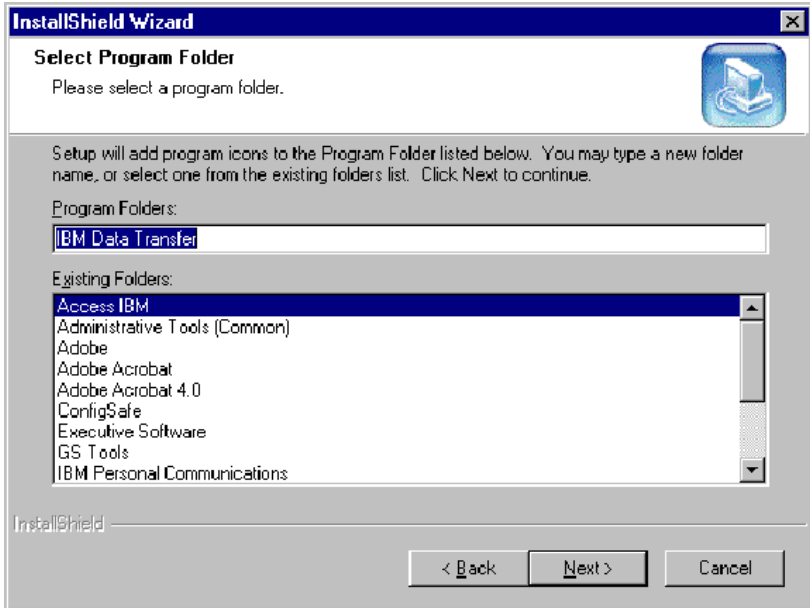 InstallShield Wizard
Select Program Folder
Please select a program folder.
Setup will add program icons to the Program Folder listed below. You may type a new folder
name, or select one from the existing folders list. Click Next to continue.
Program Folders:
IBM Data Transfer
Existing Folders:
Access IBM
Administrative Tools (Common)
Adobe
Adobe Acrobat
Adobe Acrobat 4.0
ConfigSafe
Executive Software
GS Tools
IBM Personal Communications
InstallShield
< Back Next > Cancel